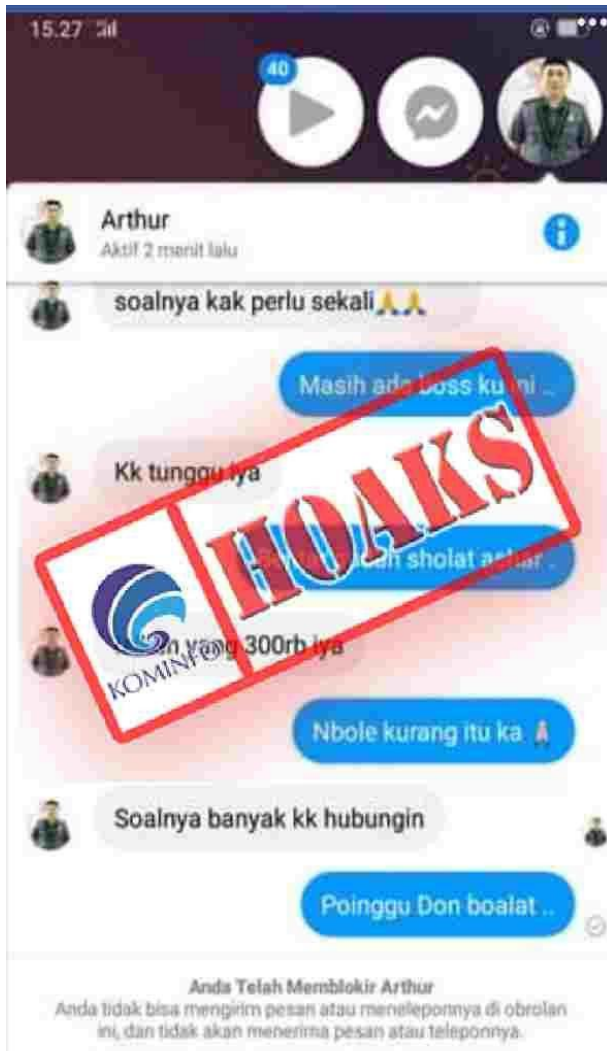 15.27
40
Arthur
Aktif 2 menit lalu
soalnya kak perlu sekali🙏🙏
Masih ada boss ku ini ..
Kk tunggu iya
HOAKS
sholat ashar .
KOMINFO
yang 300rb iya
Nbole kurang itu ka 🙏
Soalnya banyak kk hubungin
Poinggu Don boalat ..
Anda Telah Memblokir Arthur
Anda tidak bisa mengirim pesan atau meneleponnya di obrolan
ini, dan tidak akan menerima pesan atau teleponnya.